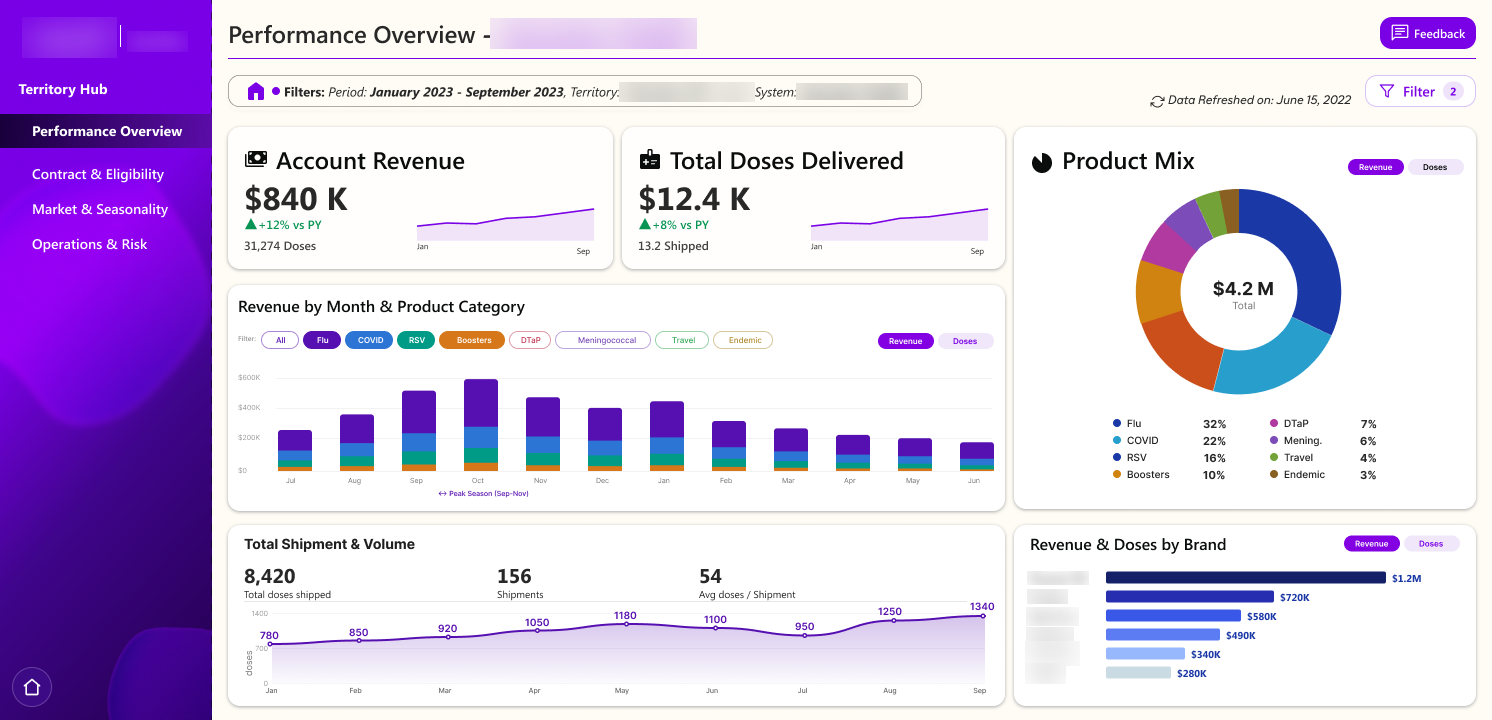 Performance Overview -
Feedback
Territory Hub
Performance Overview
Contract & Eligibility
Market & Seasonality
Operations & Risk
Filters: Period: January 2023 - September 2023, Territory: System:
Data Refreshed on: June 15, 2022
Filter 2
Account Revenue
$840 K
+12% vs PY
31,274 Doses
Jan
Sep
Total Doses Delivered
$12.4 K
+8% vs PY
13.2 Shipped
Jan
Sep
Product Mix
Revenue Doses
$4.2 M
Total
Flu 32% DTaP 7%
COVID 22% Mening. 6%
RSV 16% Travel 4%
Boosters 10% Endemic 3%
Revenue by Month & Product Category
Filter: All Flu COVID RSV Boosters DTaP Meningococcal Travel Endemic Revenue Doses
$600K
$400K
$200K
$0
Jul Aug Sep Oct Nov Dec Jan Feb Mar Apr May Jun
↔ Peak Season (Sep-Nov)
Total Shipment & Volume
8,420 156 54
Total doses shipped Shipments Avg doses / Shipment
1400
700
0
doses
780 850 920 1050 1180 1100 950 1250 1340
Jan Feb Mar Apr May Jun Jul Aug Sep
Revenue & Doses by Brand
Revenue Doses
$1.2M
$720K
$580K
$490K
$340K
$280K